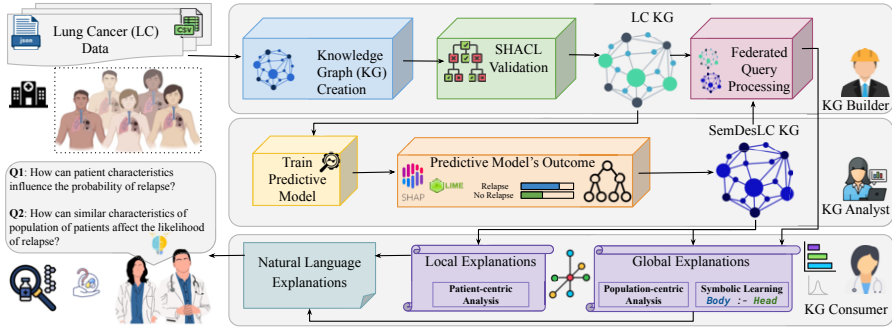 Lung Cancer (LC)
Data
json
CSV
Knowledge
Graph (KG)
Creation
SHACL
Validation
LC KG
Federated
Query
Processing
KG Builder
Train
Predictive
Model
Predictive Model's Outcome
SHAP
LIME
Relapse
No Relapse
SemDesLC KG
KG Analyst
Q1: How can patient characteristics
influence the probability of relapse?
Q2: How can similar characteristics of
population of patients affect the likelihood
of relapse?
Natural Language
Explanations
Local Explanations
Patient-centric
Analysis
Global Explanations
Population-centric
Analysis
Symbolic Learning
Body :- Head
KG Consumer